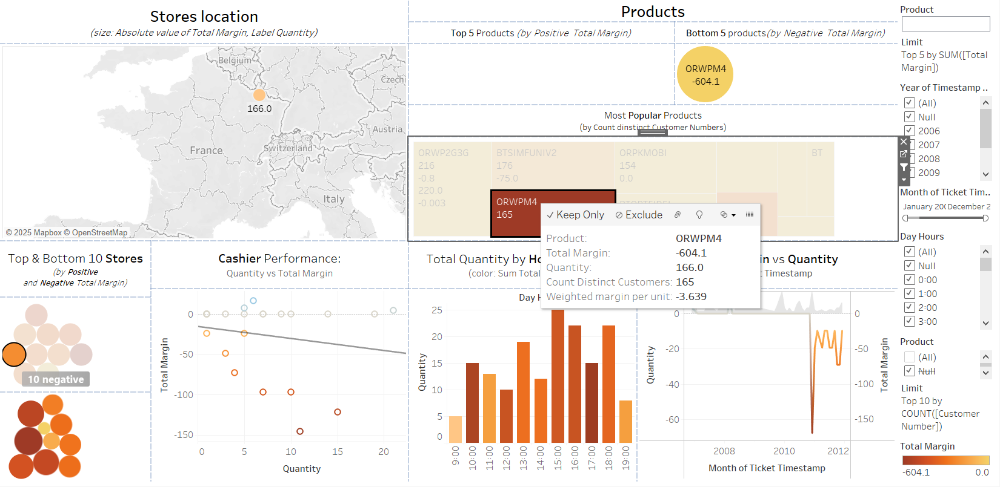 Stores location
(size: Absolute value of Total Margin, Label Quantity)
Belgium
Czechi
166.0
Austria
France
Switzerland
Italy
© 2025 Mapbox © OpenStreetMap
Products
Top 5 Products (by Positive Total Margin)
Bottom 5 products(by Negative Total Margin)
ORWPM4
-604.1
Most Popular Products
(by Count dinstinct Customer Numbers)
ORWP2G3G
216
-0.8
220.0
-0.003
BTSIMFUNIV2
176
-75.0
ORPKMOBI
154
0.0
BT
ORWPM4
165
Keep Only
Exclude
Product: ORWPM4
Total Margin: -604.1
Quantity: 166.0
Count Distinct Customers: 165
Weighted margin per unit: -3.639
Top & Bottom 10 Stores
(by Positive
and Negative Total Margin)
10 negative
Cashier Performance:
Quantity vs Total Margin
Total Margin
0
-50
-100
-150
0 5 10 15 20
Quantity
Total Quantity by Ho
(color: Sum Total
Day H
Quantity
25
20
15
10
5
0
9:00
10:00
11:00
12:00
13:00
14:00
15:00
16:00
17:00
18:00
19:00
in vs Quantity
t Timestamp
Quantity
0
-20
-40
-60
0
-50
-100
-150
Total Margin
2008 2010 2012
Month of Ticket Timestamp
Product
Limit
Top 5 by SUM([Total
Margin])
Year of Timestamp ..
(All)
Null
2006
2007
2008
2009
Month of Ticket Tim..
January 20( December 2
Day Hours
(All)
Null
0:00
1:00
2:00
3:00
Product
(All)
Null
Limit
Top 10 by
COUNT([Customer
Number])
Total Margin
-604.1 0.0